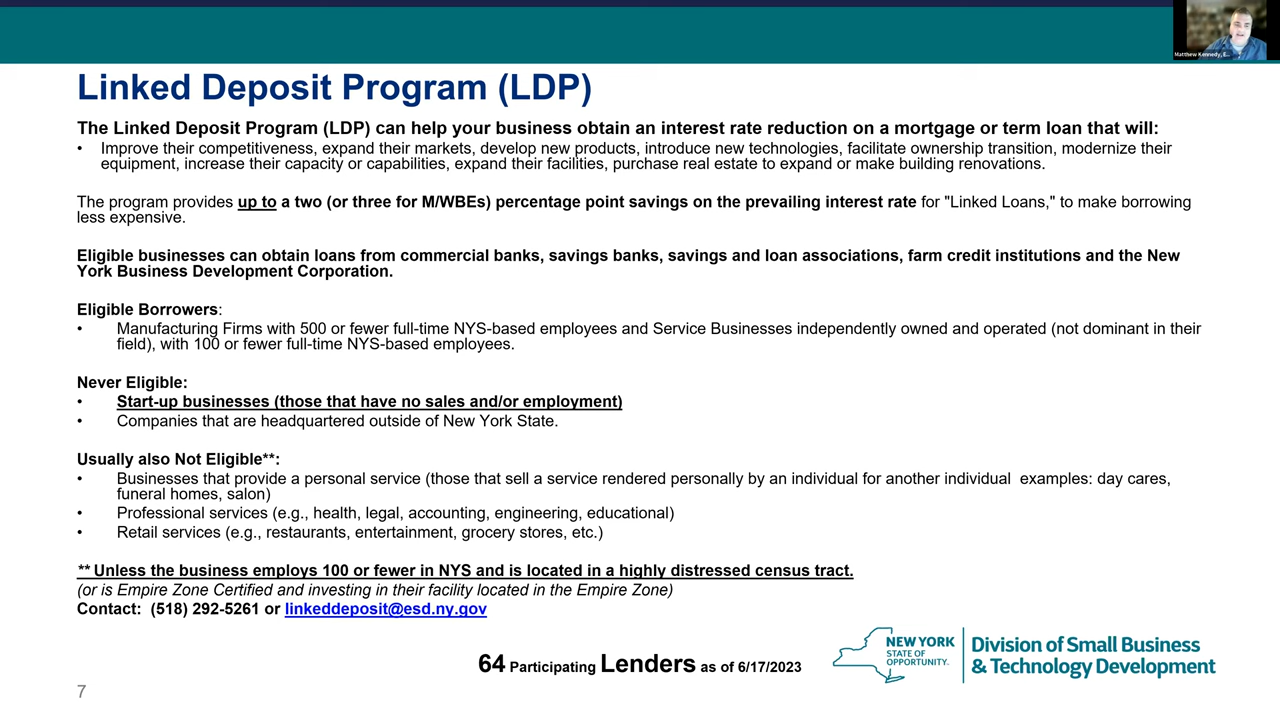 Matthew Kennedy, E...
Linked Deposit Program (LDP)
The Linked Deposit Program (LDP) can help your business obtain an interest rate reduction on a mortgage or term loan that will:
• Improve their competitiveness, expand their markets, develop new products, introduce new technologies, facilitate ownership transition, modernize their
equipment, increase their capacity or capabilities, expand their facilities, purchase real estate to expand or make building renovations.
The program provides up to a two (or three for M/WBEs) percentage point savings on the prevailing interest rate for "Linked Loans," to make borrowing
less expensive.
Eligible businesses can obtain loans from commercial banks, savings banks, savings and loan associations, farm credit institutions and the New
York Business Development Corporation.
Eligible Borrowers:
• Manufacturing Firms with 500 or fewer full-time NYS-based employees and Service Businesses independently owned and operated (not dominant in their
field), with 100 or fewer full-time NYS-based employees.
Never Eligible:
• Start-up businesses (those that have no sales and/or employment)
• Companies that are headquartered outside of New York State.
Usually also Not Eligible**:
• Businesses that provide a personal service (those that sell a service rendered personally by an individual for another individual  examples: day cares,
funeral homes, salon)
• Professional services (e.g., health, legal, accounting, engineering, educational)
• Retail services (e.g., restaurants, entertainment, grocery stores, etc.)
** Unless the business employs 100 or fewer in NYS and is located in a highly distressed census tract.
(or is Empire Zone Certified and investing in their facility located in the Empire Zone)
Contact: (518) 292-5261 or linkeddeposit@esd.ny.gov
64 Participating Lenders as of 6/17/2023
NEW YORK
STATE OF
OPPORTUNITY.
Division of Small Business
& Technology Development
7